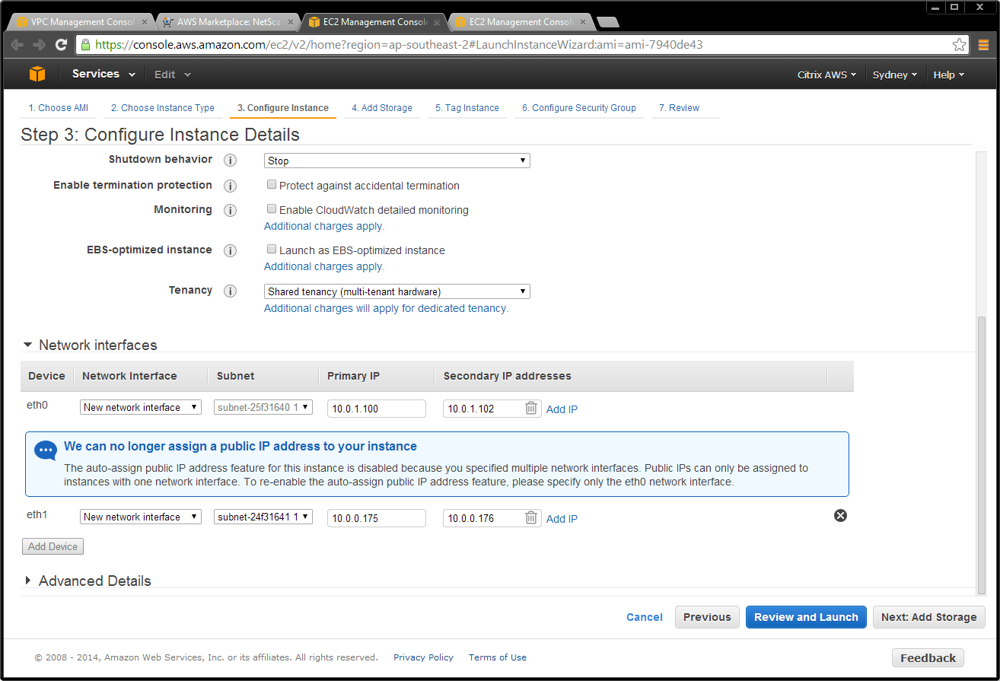 VPC Management Consol
AWS Marketplace: NetSca
EC2 Management Consol
EC2 Management Consol
https://console.aws.amazon.com/ec2/v2/home?region=ap-southeast-2#LaunchInstanceWizard:ami=ami-7940de43
Services Edit Citrix AWS Sydney Help
1. Choose AMI 2. Choose Instance Type 3. Configure Instance 4. Add Storage 5. Tag Instance 6. Configure Security Group 7. Review
Step 3: Configure Instance Details
Shutdown behavior Stop
Enable termination protection Protect against accidental termination
Monitoring Enable CloudWatch detailed monitoring
Additional charges apply.
EBS-optimized instance Launch as EBS-optimized instance
Additional charges apply.
Tenancy Shared tenancy (multi-tenant hardware)
Additional charges will apply for dedicated tenancy.
Network interfaces
Device Network Interface Subnet Primary IP Secondary IP addresses
eth0 New network interface subnet-25f31640 1 10.0.1.100 10.0.1.102 Add IP
We can no longer assign a public IP address to your instance
The auto-assign public IP address feature for this instance is disabled because you specified multiple network interfaces. Public IPs can only be assigned to
instances with one network interface. To re-enable the auto-assign public IP address feature, please specify only the eth0 network interface.
eth1 New network interface subnet-24f31641 1 10.0.0.175 10.0.0.176 Add IP
Add Device
Advanced Details
Cancel Previous Review and Launch Next: Add Storage
© 2008 - 2014, Amazon Web Services, Inc. or its affiliates. All rights reserved. Privacy Policy Terms of Use Feedback